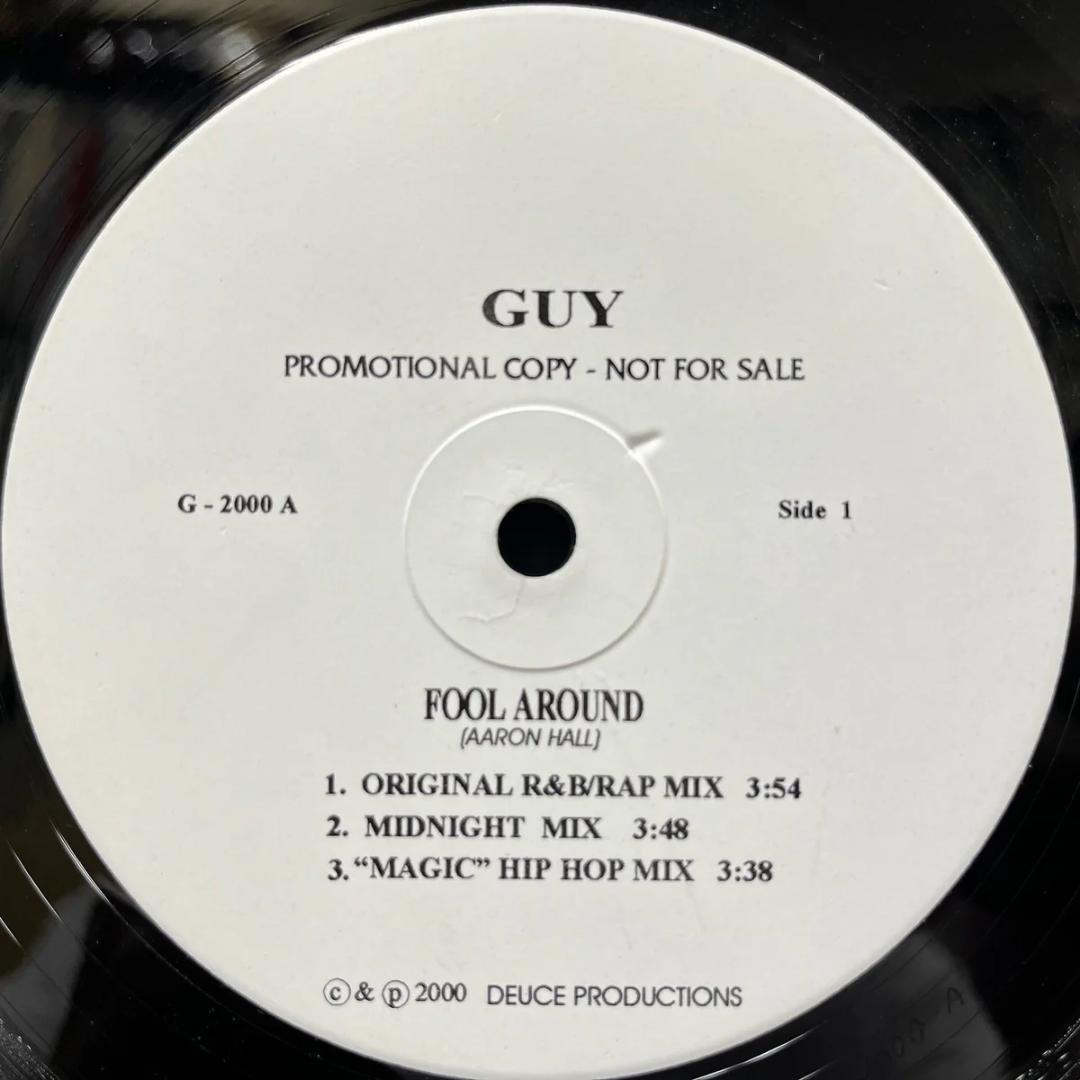 GUY
PROMOTIONAL COPY - NOT FOR SALE
G - 2000 A
Side 1
FOOL AROUND
(AARON HALL)
1. ORIGINAL R&B/RAP MIX 3:54
2. MIDNIGHT MIX 3:48
3. “MAGIC” HIP HOP MIX 3:38
ⓒ & ⓟ 2000 DEUCE PRODUCTIONS